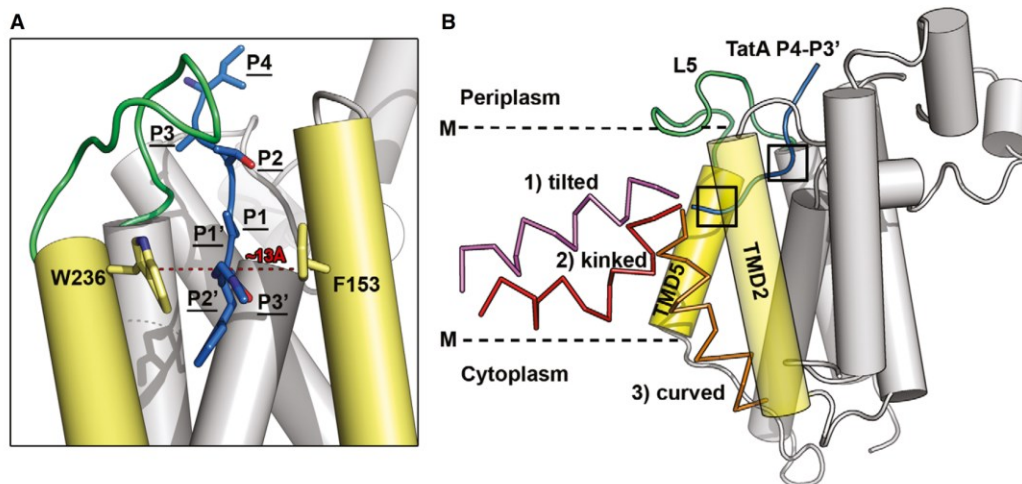 A
P4
P3
P2
P1
P1'
~13A
W236
F153
P2'
P3'
B
TatA P4-P3'
L5
Periplasm
M
1) tilted
2) kinked
TMD5
TMD2
M
Cytoplasm
3) curved